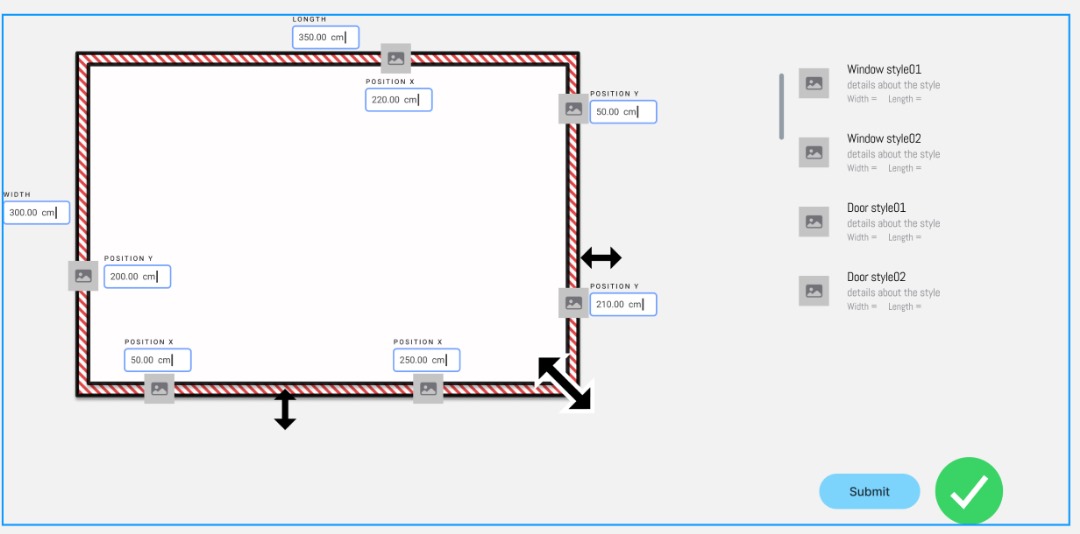 LENGTH
350.00 cm
POSITION X
220.00 cm
POSITION Y
50.00 cm
WIDTH
300.00 cm
POSITION Y
200.00 cm
POSITION Y
210.00 cm
POSITION X
50.00 cm
POSITION X
250.00 cm
Window style01
details about the style
Width = Length =
Window style02
details about the style
Width = Length =
Door style01
details about the style
Width = Length =
Door style02
details about the style
Width = Length =
Submit